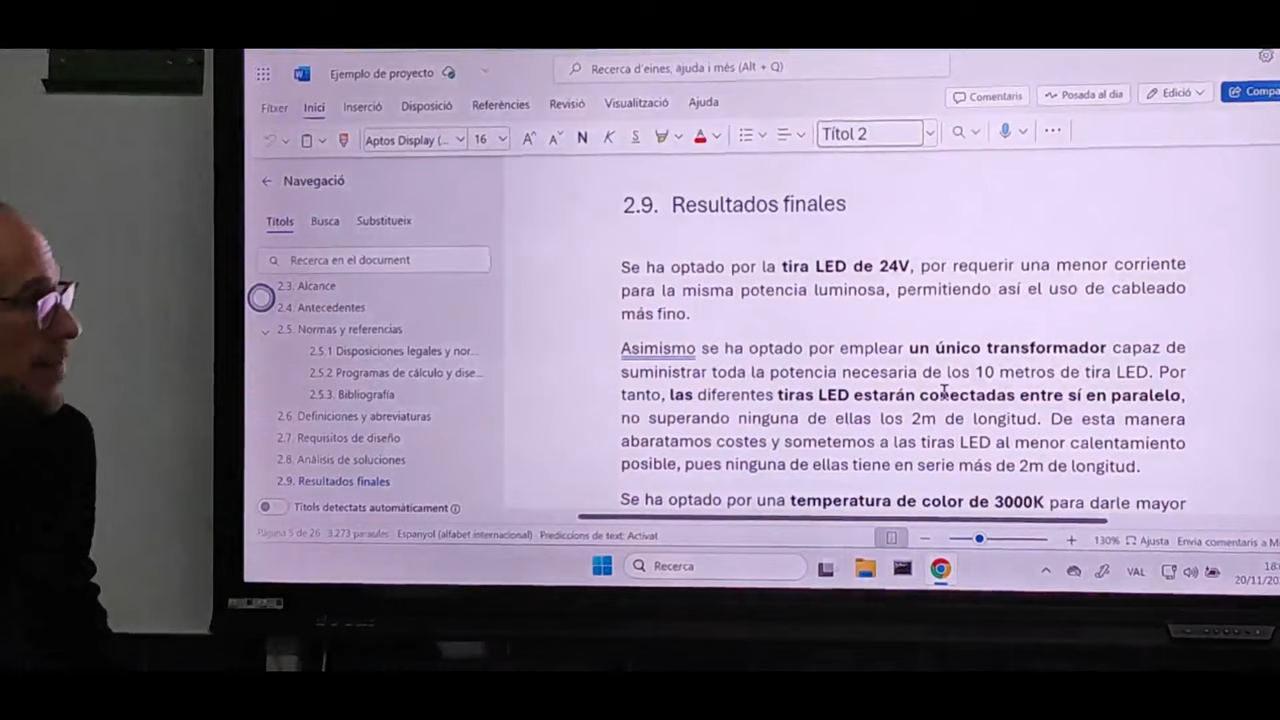 Ejemplo de proyecto
Recerca d'eines, ajuda i més (Alt + Q)
Fitxer Inici Inserció Disposició Referències Revisió Visualització Ajuda
Comentaris Posada al dia Edició Compa
Aptos Display (... 16 N K S A Títol 2 ...
Navegació
Títols Busca Substitueix
Recerca en el document
2.3. Alcance
2.4. Antecedentes
2.5. Normas y referencias
2.5.1 Disposiciones legales y nor...
2.5.2 Programas de cálculo y dise...
2.5.3. Bibliografía
2.6. Definiciones y abreviaturas
2.7. Requisitos de diseño
2.8. Análisis de soluciones
2.9. Resultados finales
Títols detectats automàticament
2.9. Resultados finales
Se ha optado por la tira LED de 24V, por requerir una menor corriente
para la misma potencia luminosa, permitiendo así el uso de cableado
más fino.
Asimismo se ha optado por emplear un único transformador capaz de
suministrar toda la potencia necesaria de los 10 metros de tira LED. Por
tanto, las diferentes tiras LED estarán conectadas entre sí en paralelo,
no superando ninguna de ellas los 2m de longitud. De esta manera
abaratamos costes y sometemos a las tiras LED al menor calentamiento
posible, pues ninguna de ellas tiene en serie más de 2m de longitud.
Se ha optado por una temperatura de color de 3000K para darle mayor
Pàgina 5 de 26 3.273 paraules Espanyol (alfabet internacional) Prediccions de text: Activat
130% Ajusta Envia comentaris a M
Recerca
VAL
18:
20/11/20